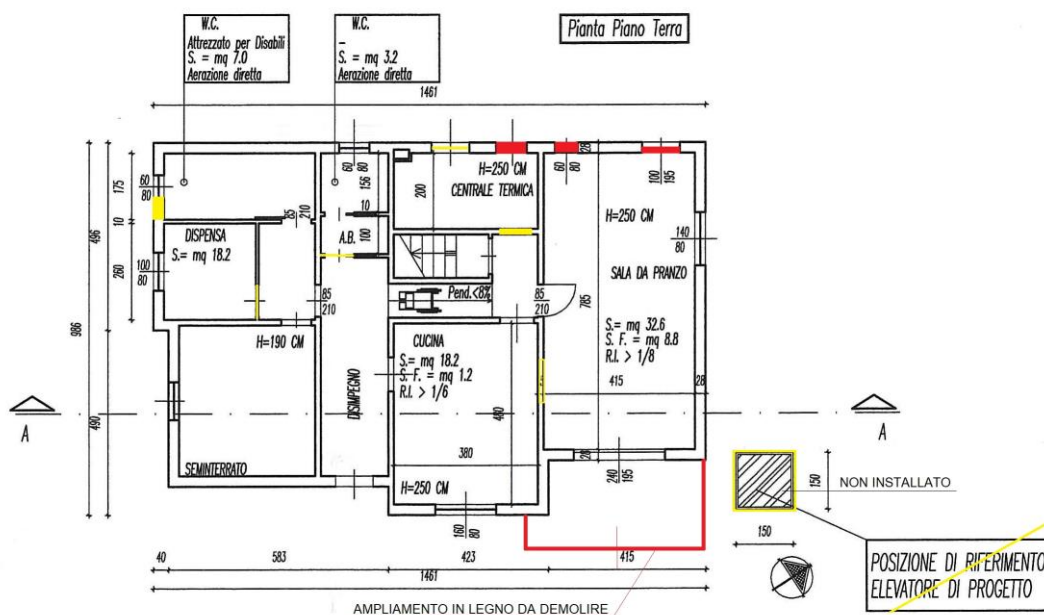 W.C.
Attrezzato per Disabili
S. = mq 7.0
Aerazione diretta
W.C.
-
S. = mq 3.2
Aerazione diretta
Pianta Piano Terra
1461
60
80
156
10
100
A.B.
200
H=250 CM
CENTRALE TERMICA
60
80
28
100
195
H=250 CM
140
80
SALA DA PRANZO
785
S.= mq 32.6
S. F. = mq 8.8
R.I. > 1/8
415
28
28
240
195
175
10
260
496
490
986
60
80
85
210
DISPENSA
S.= mq 18.2
100
80
85
210
Pend.<8%
85
210
H=190 CM
CUCINA
S.= mq 18.2
S. F. = mq 1.2
R.I. > 1/6
DISIMPEGNO
480
380
H=250 CM
SEMINTERRATO
160
80
A
A
150
150
NON INSTALLATO
POSIZIONE DI RIFERIMENTO
ELEVATORE DI PROGETTO
40
583
423
415
1461
AMPLIAMENTO IN LEGNO DA DEMOLIRE